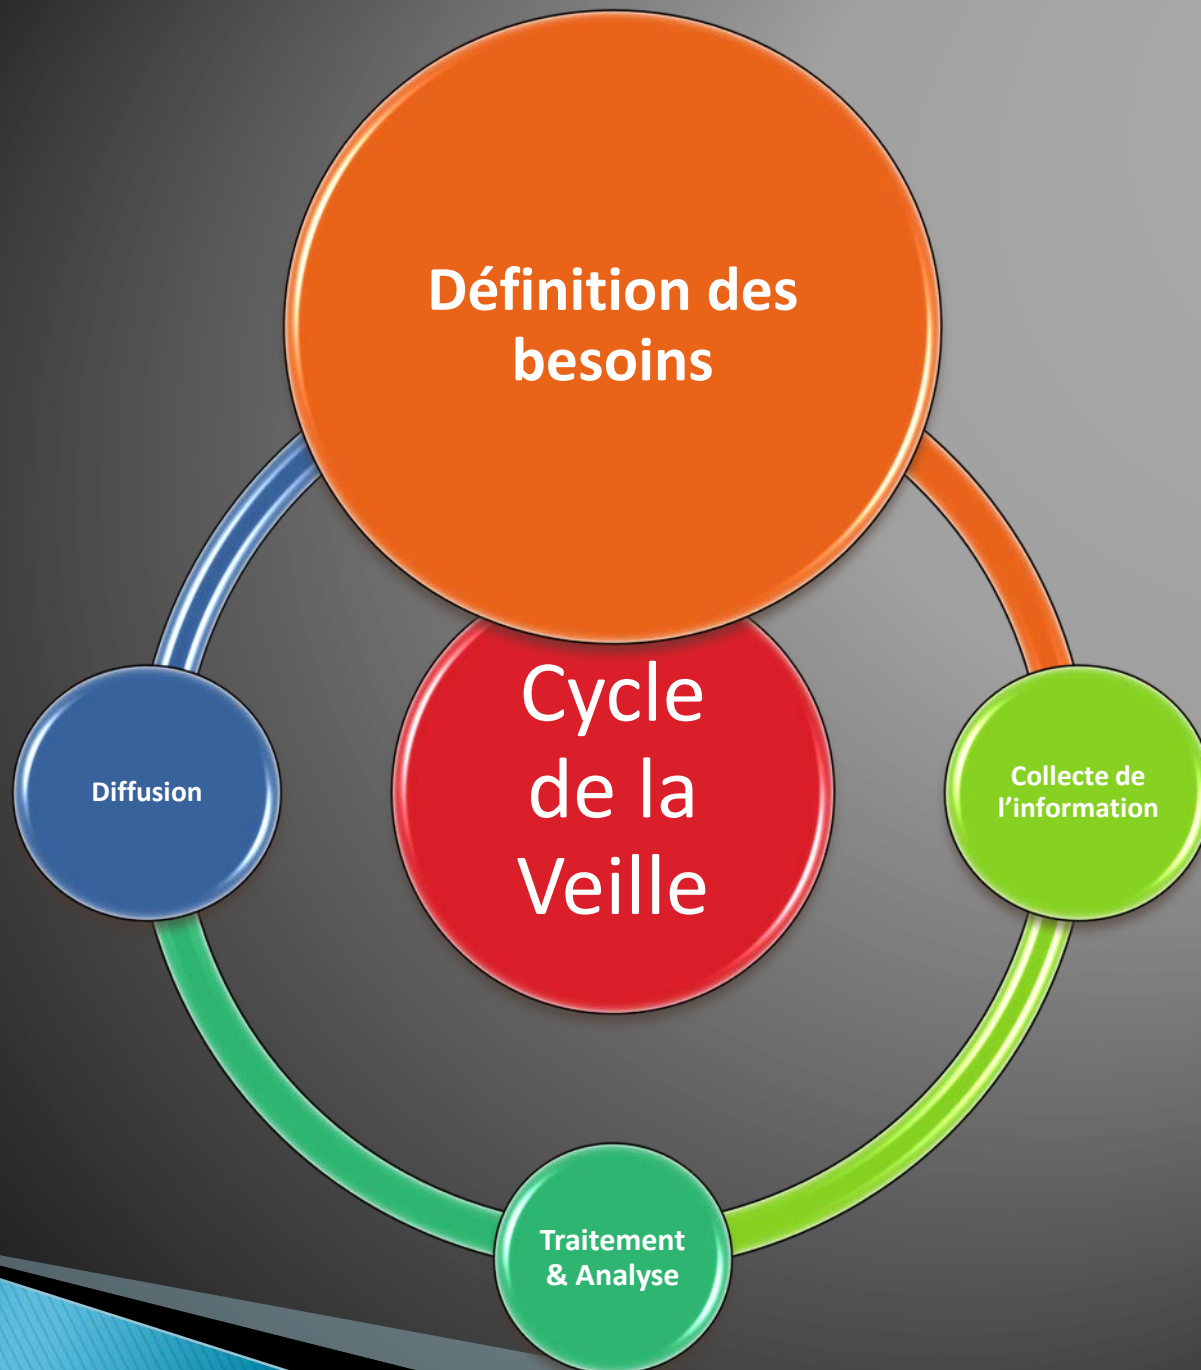 Définition des
besoins
Cycle
de la
Veille
Diffusion
Collecte de
l’information
Traitement
& Analyse